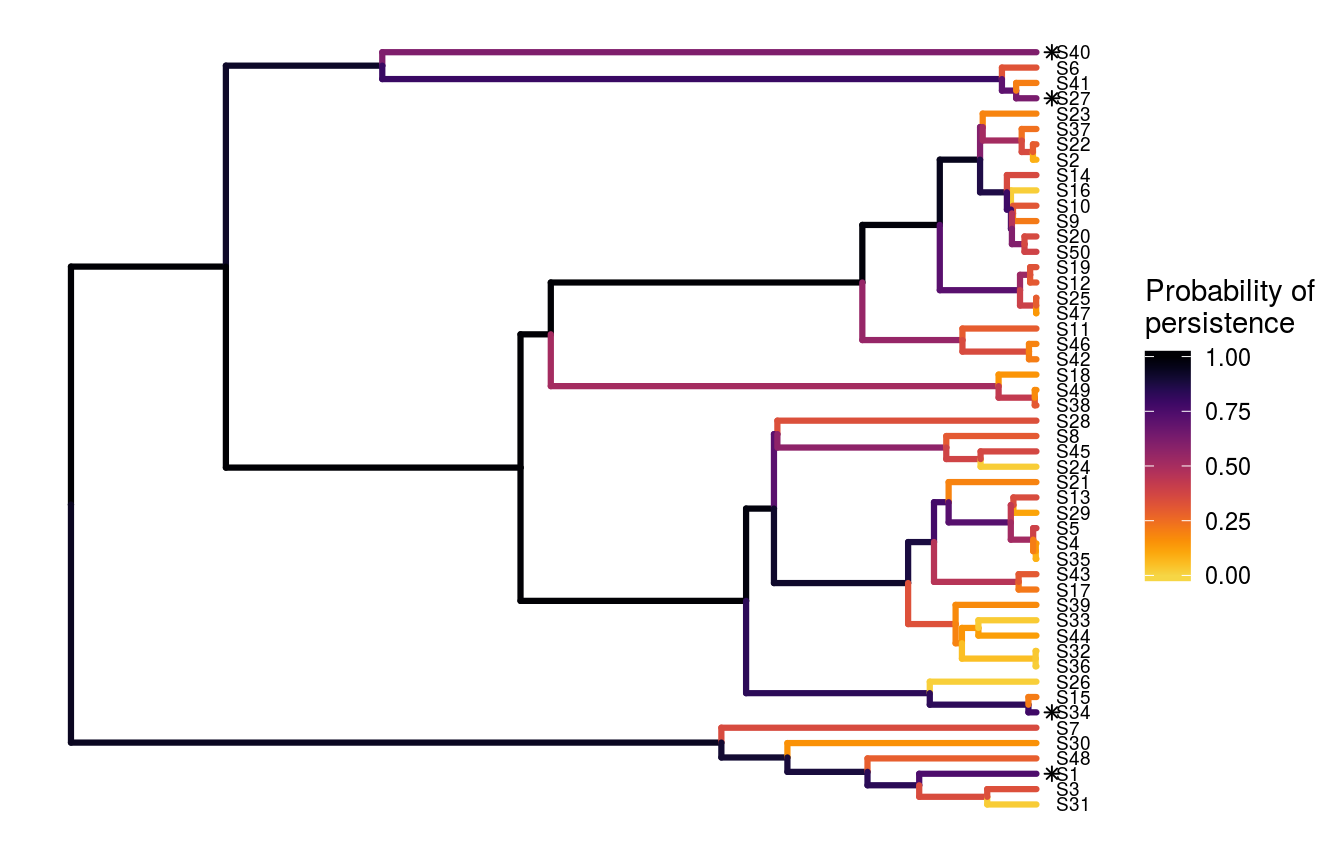 ✳S40
S6
S41
✳S27
S23
S37
S22
S2
S14
S16
S10
S9
S20
S50
S19
S12
S25
S47
S11
S46
S42
S18
S49
S38
S28
S8
S45
S24
S21
S13
S29
S5
S4
S35
S43
S17
S39
S33
S44
S32
S36
S26
S15
✳S34
S7
S30
S48
✳S1
S3
S31
Probability of
persistence
1.00
0.75
0.50
0.25
0.00